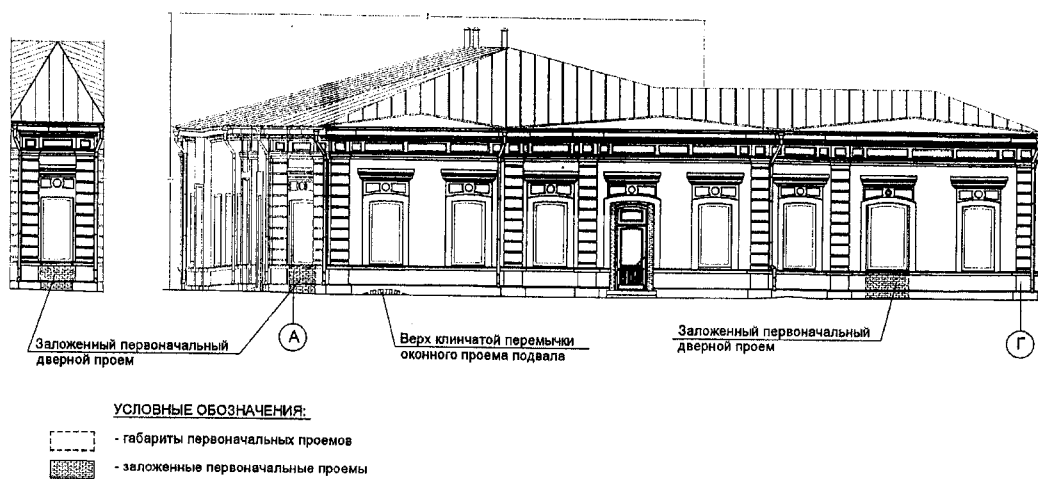 Заложенный первоначальный
дверной проем
А
Верх клинчатой перемычки
оконного проема подвала
Заложенный первоначальный
дверной проем
Г
УСЛОВНЫЕ ОБОЗНАЧЕНИЯ:
- габариты первоначальных проемов
- заложенные первоначальные проемы